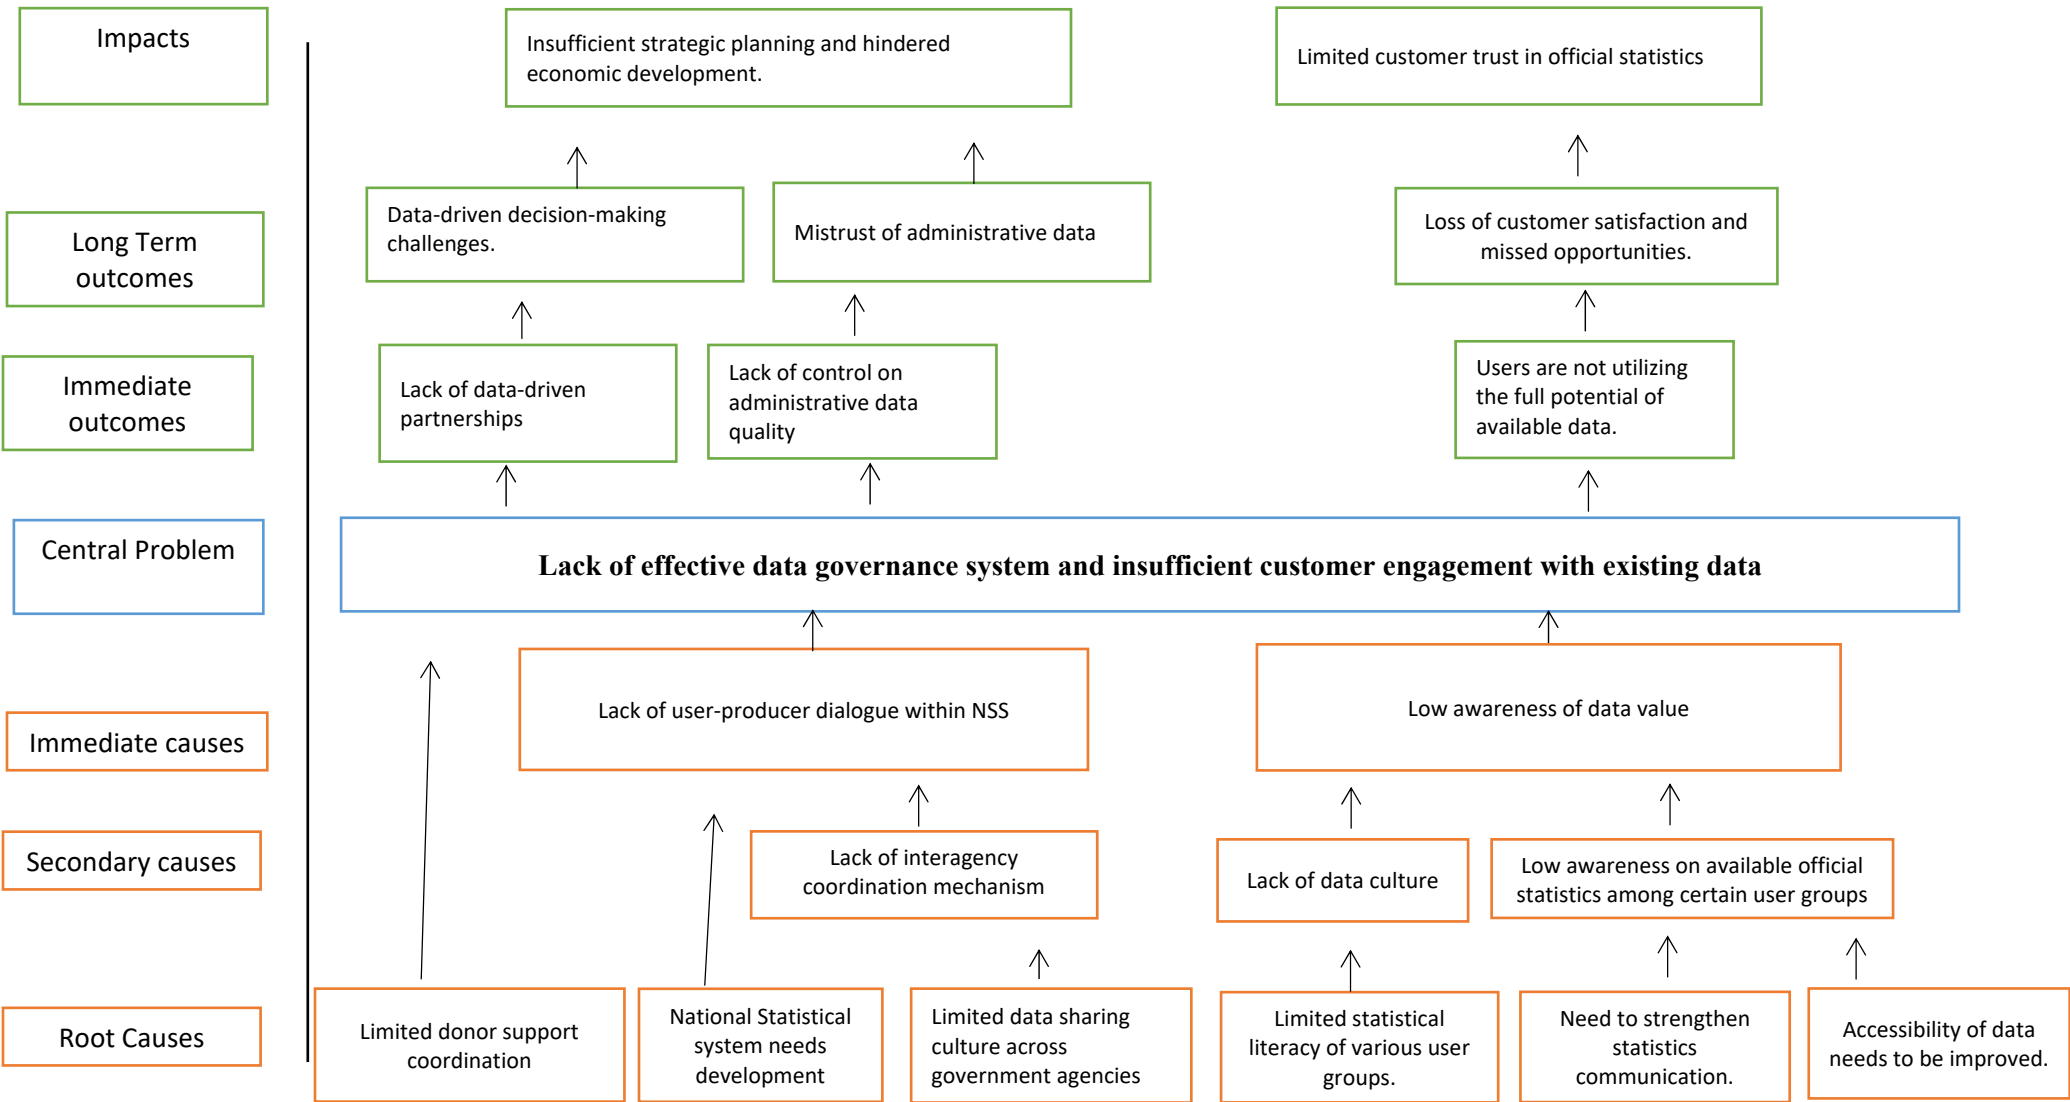 Impacts
Insufficient strategic planning and hindered
economic development.
Limited customer trust in official statistics
Long Term
outcomes
Data-driven decision-making
challenges.
Mistrust of administrative data
Loss of customer satisfaction and
missed opportunities.
Immediate
outcomes
Lack of data-driven
partnerships
Lack of control on
administrative data
quality
Users are not utilizing
the full potential of
available data.
Central Problem
Lack of effective data governance system and insufficient customer engagement with existing data
Immediate causes
Lack of user-producer dialogue within NSS
Low awareness of data value
Secondary causes
Lack of interagency
coordination mechanism
Lack of data culture
Low awareness on available official
statistics among certain user groups
Root Causes
Limited donor support
coordination
National Statistical
system needs
development
Limited data sharing
culture across
government agencies
Limited statistical
literacy of various user
groups.
Need to strengthen
statistics
communication.
Accessibility of data
needs to be improved.